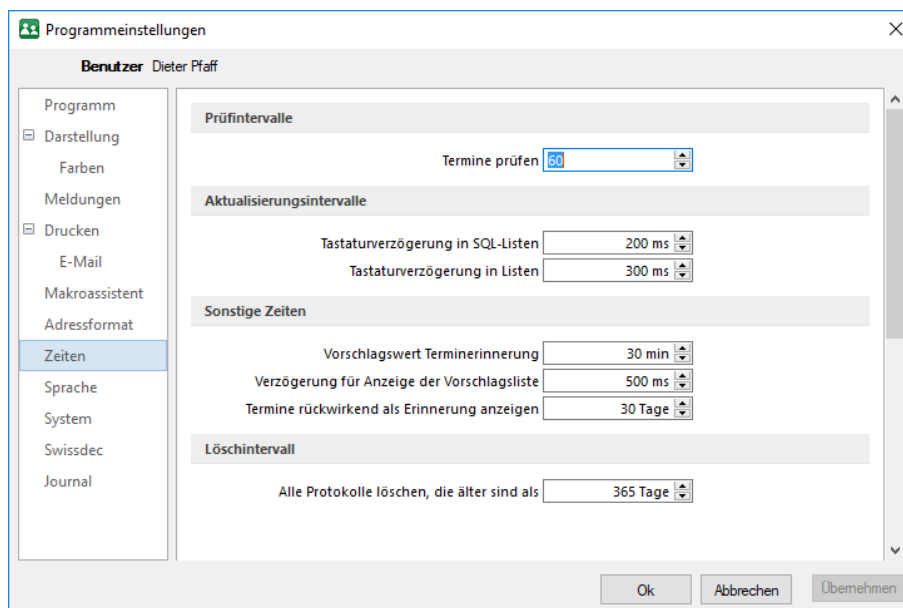 Programmeinstellungen
Benutzer Dieter Pfaff
Programm
Darstellung
Farben
Meldungen
Drucken
E-Mail
Makroassistent
Adressformat
Zeiten
Sprache
System
Swissdec
Journal
Prüfintervalle
Termine prüfen 60
Aktualisierungsintervalle
Tastaturverzögerung in SQL-Listen 200 ms
Tastaturverzögerung in Listen 300 ms
Sonstige Zeiten
Vorschlagswert Terminerinnerung 30 min
Verzögerung für Anzeige der Vorschlagsliste 500 ms
Termine rückwirkend als Erinnerung anzeigen 30 Tage
Löschintervall
Alle Protokolle löschen, die älter sind als 365 Tage
Ok Abbrechen Übernehmen